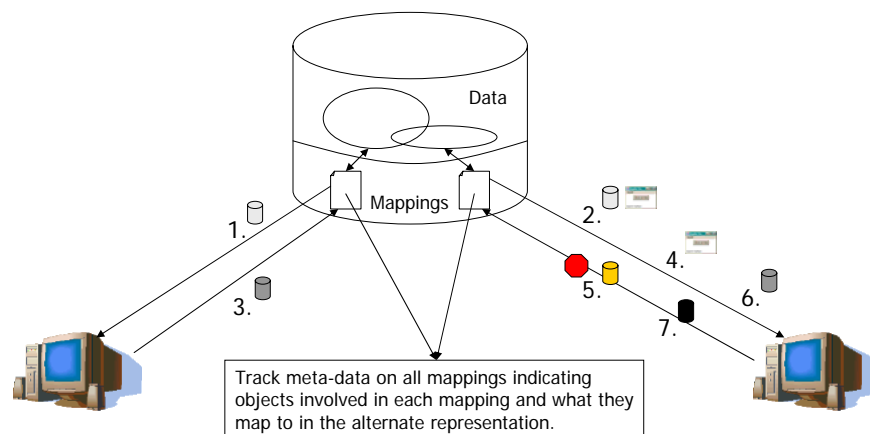 Data
Mappings
1.
2.
3.
4.
5.
6.
7.
Track meta-data on all mappings indicating
objects involved in each mapping and what they
map to in the alternate representation.